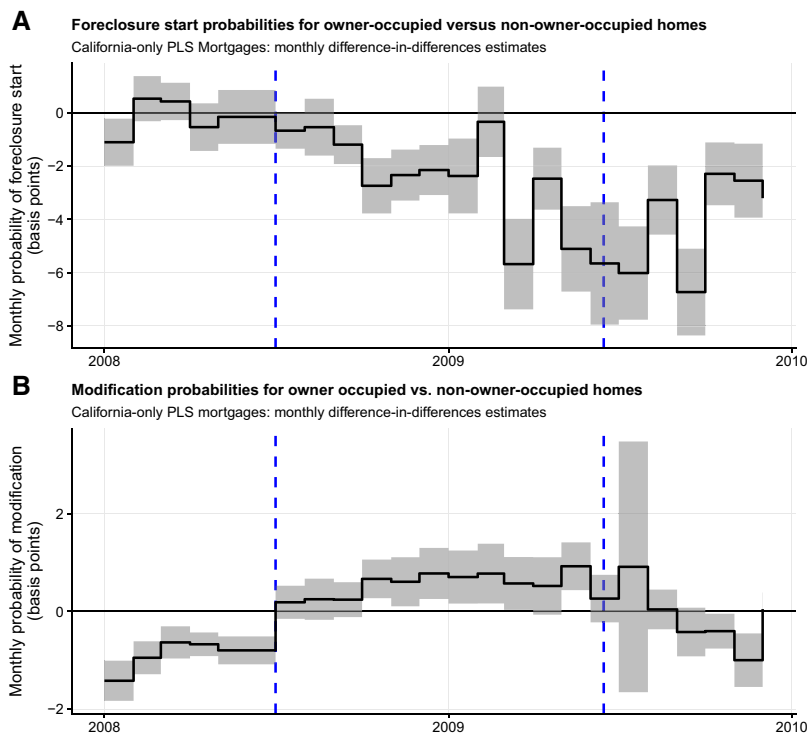 A
Foreclosure start probabilities for owner-occupied versus non-owner-occupied homes
California-only PLS Mortgages: monthly difference-in-differences estimates
Monthly probability of foreclosure start
(basis points)
0
−2
−4
−6
−8
2008
2009
2010
B
Modification probabilities for owner occupied vs. non-owner-occupied homes
California-only PLS mortgages: monthly difference-in-differences estimates
Monthly probability of modification
(basis points)
2
0
−2
2008
2009
2010